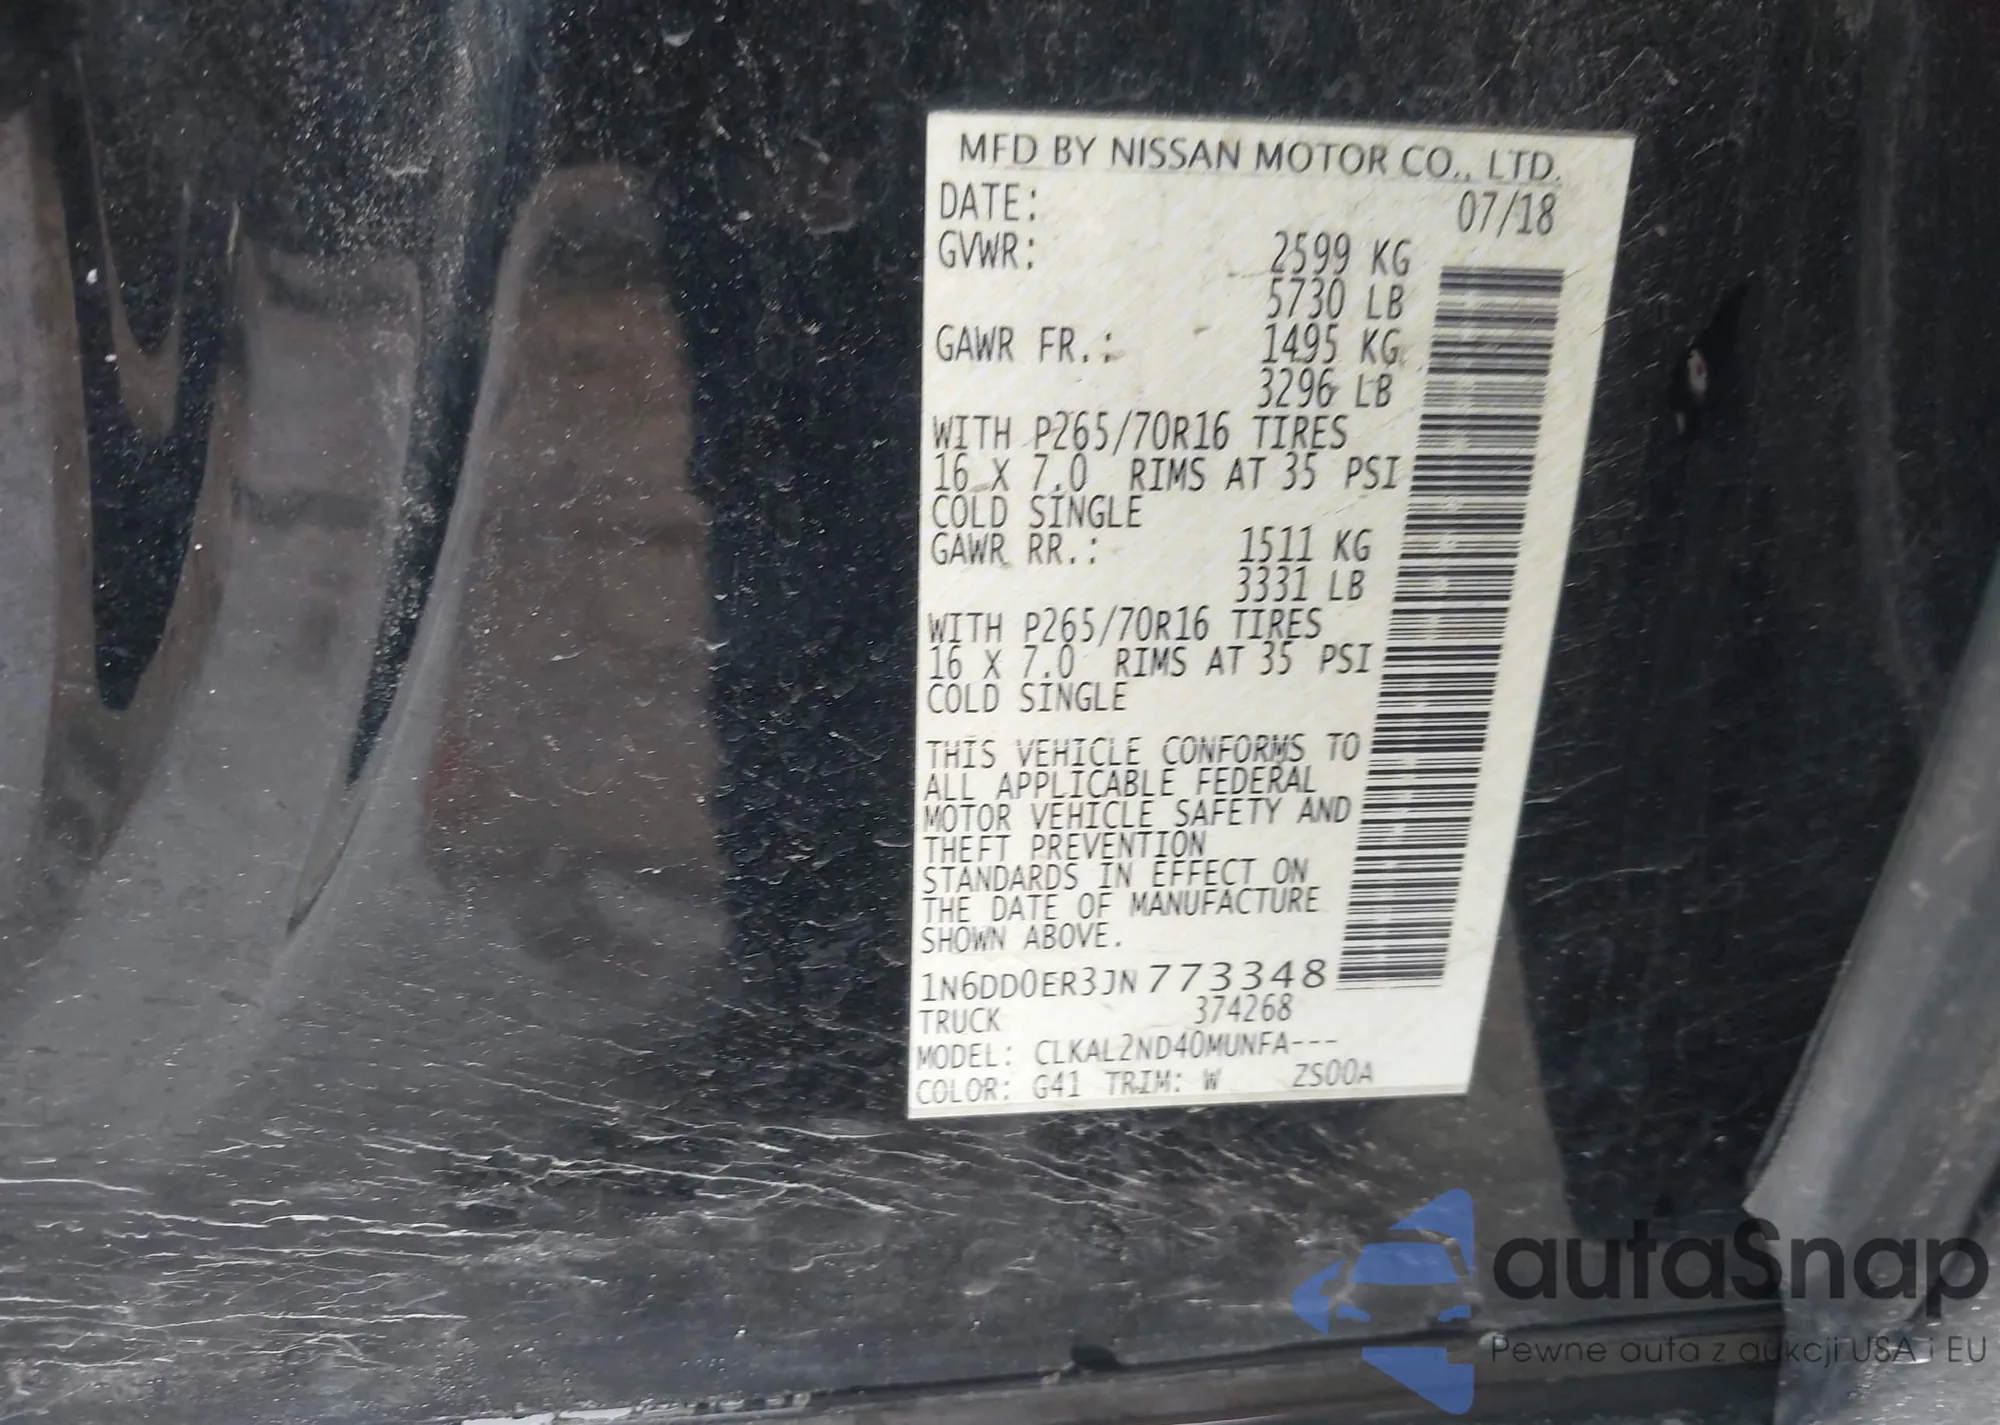 MFD BY NISSAN MOTOR CO., LTD.
DATE: 07/18
GVWR: 2599 KG
5730 LB
GAWR FR.: 1495 KG
3296 LB
WITH P265/70R16 TIRES
16 X 7.0 RIMS AT 35 PSI
COLD SINGLE
GAWR RR.: 1511 KG
3331 LB
WITH P265/70R16 TIRES
16 X 7.0 RIMS AT 35 PSI
COLD SINGLE
THIS VEHICLE CONFORMS TO
ALL APPLICABLE FEDERAL
MOTOR VEHICLE SAFETY AND
THEFT PREVENTION
STANDARDS IN EFFECT ON
THE DATE OF MANUFACTURE
SHOWN ABOVE.
1N6DD0ER3JN773348
TRUCK 374268
MODEL: CLKAL2ND40MUNFA---
COLOR: G41 TRIM: W ZS00A
autaSnap
Pewne auta z aukcji USA i EU